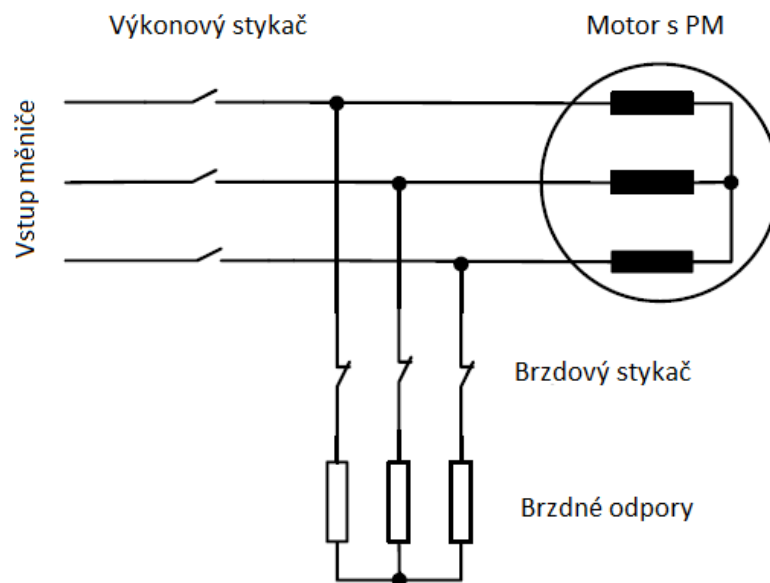 Výkonový stykač
Motor s PM
Vstup měniče
Brzdový stykač
Brzdné odpory